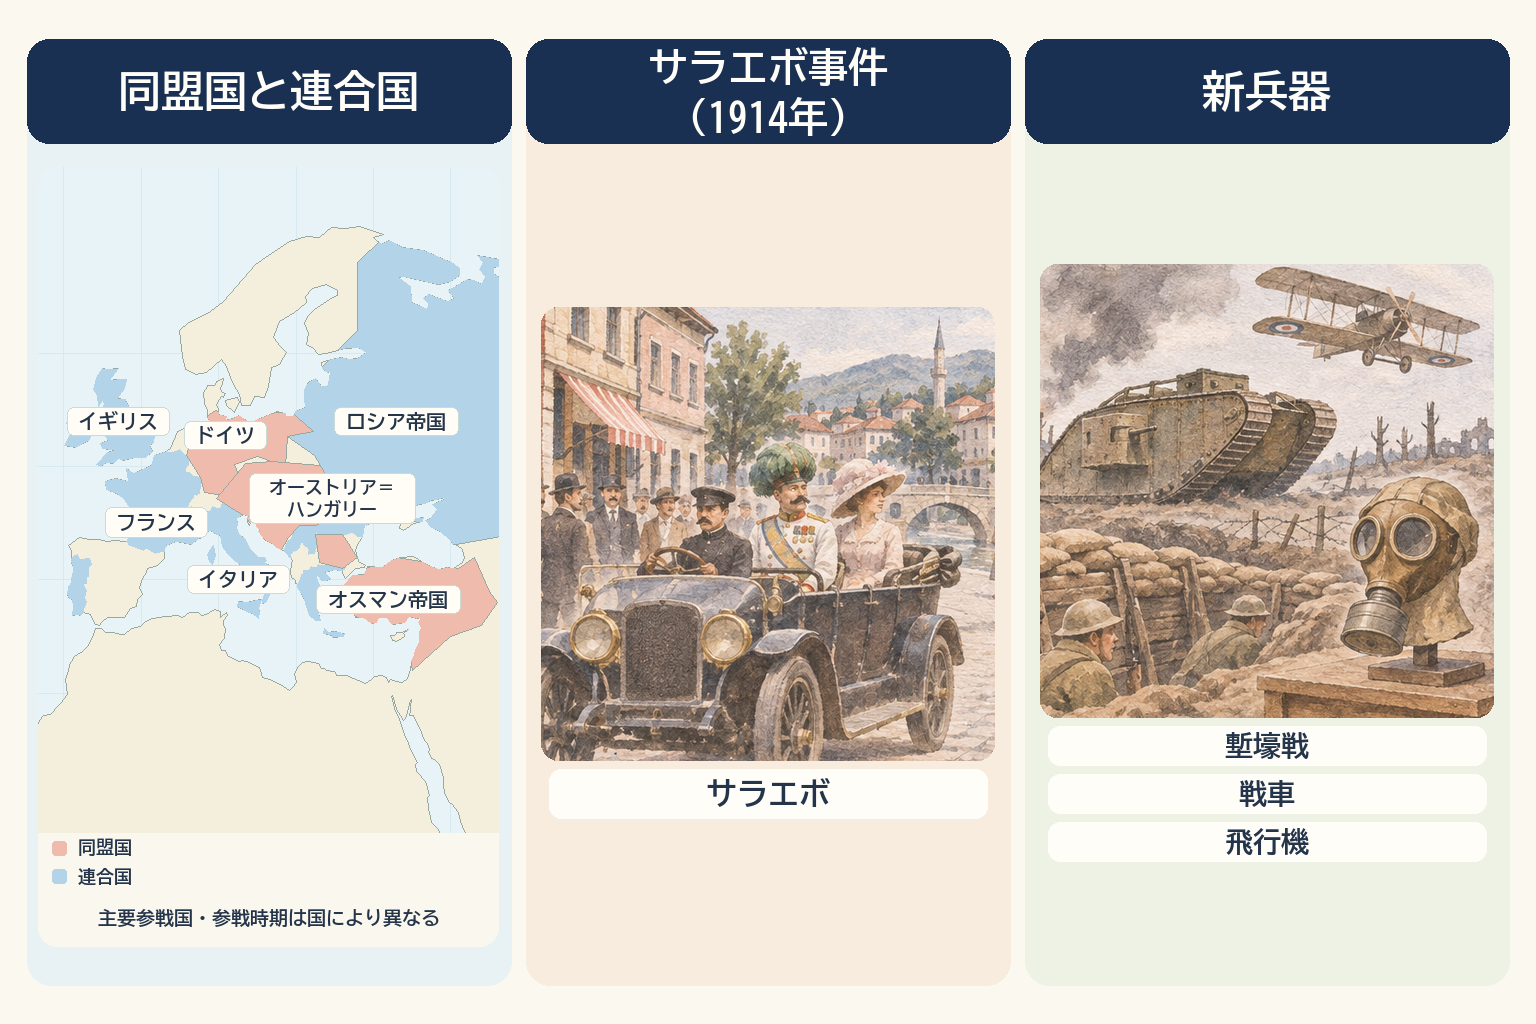 同盟国と連合国
イギリス
ドイツ
ロシア帝国
オーストリア＝
ハンガリー
フランス
イタリア
オスマン帝国
同盟国
連合国
主要参戦国・参戦時期は国により異なる
サラエボ事件
（1914年）
サラエボ
新兵器
塹壕戦
戦車
飛行機